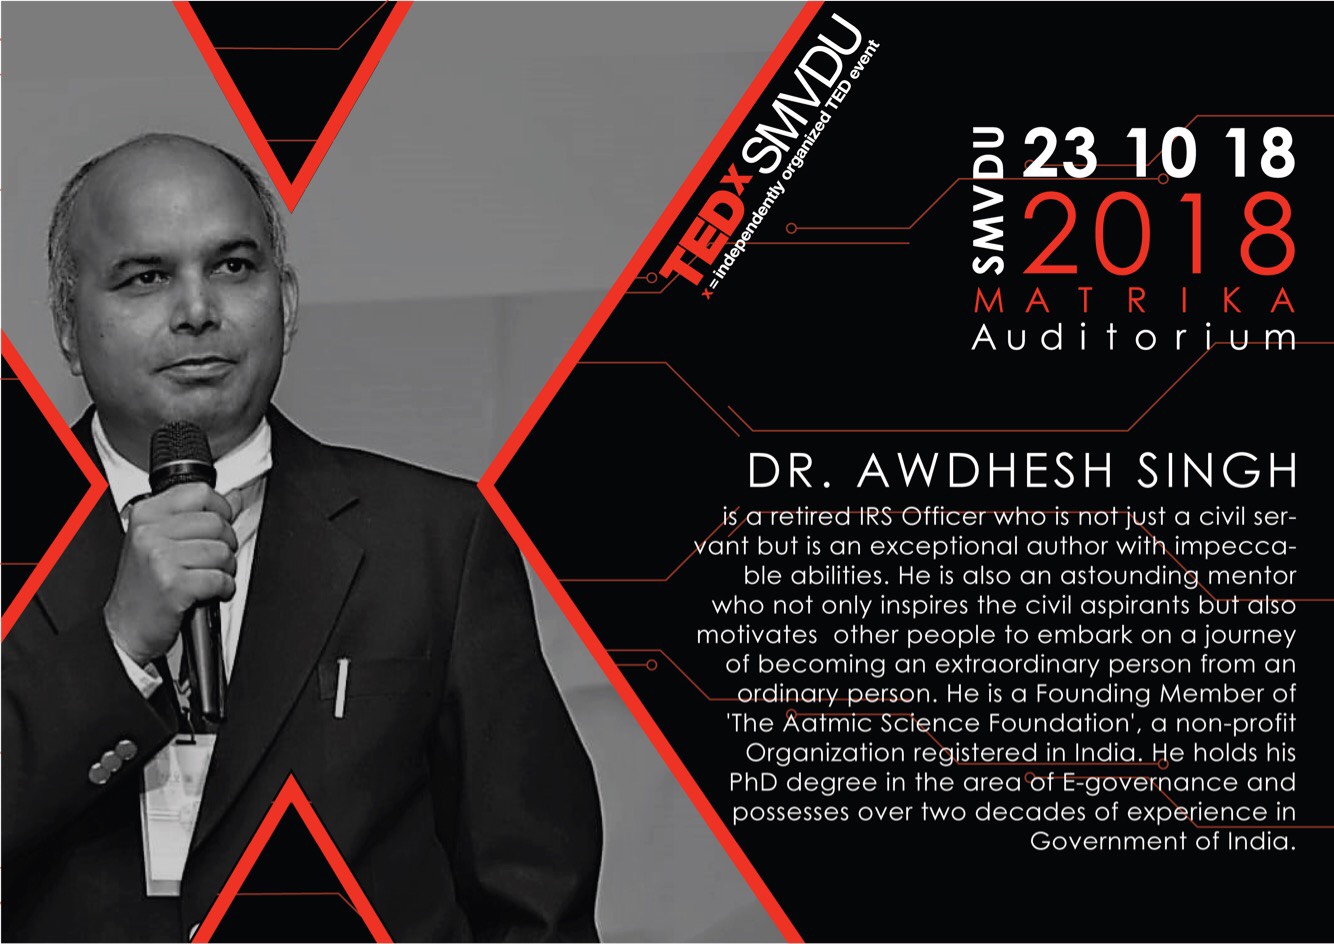 TEDx SMVDU
x = independently organized TED event
SMVDU
23 10 18
2018
MATRIKA
Auditorium
DR. AWDHESH SINGH
is a retired IRS Officer who is not just a civil ser-
vant but is an exceptional author with impecca-
ble abilities. He is also an astounding mentor
who not only inspires the civil aspirants but also
motivates  other people to embark on a journey
of becoming an extraordinary person from an
ordinary person. He is a Founding Member of
'The Aatmic Science Foundation', a non-profit
Organization registered in India. He holds his
PhD degree in the area of E-governance and
possesses over two decades of experience in
Government of India.